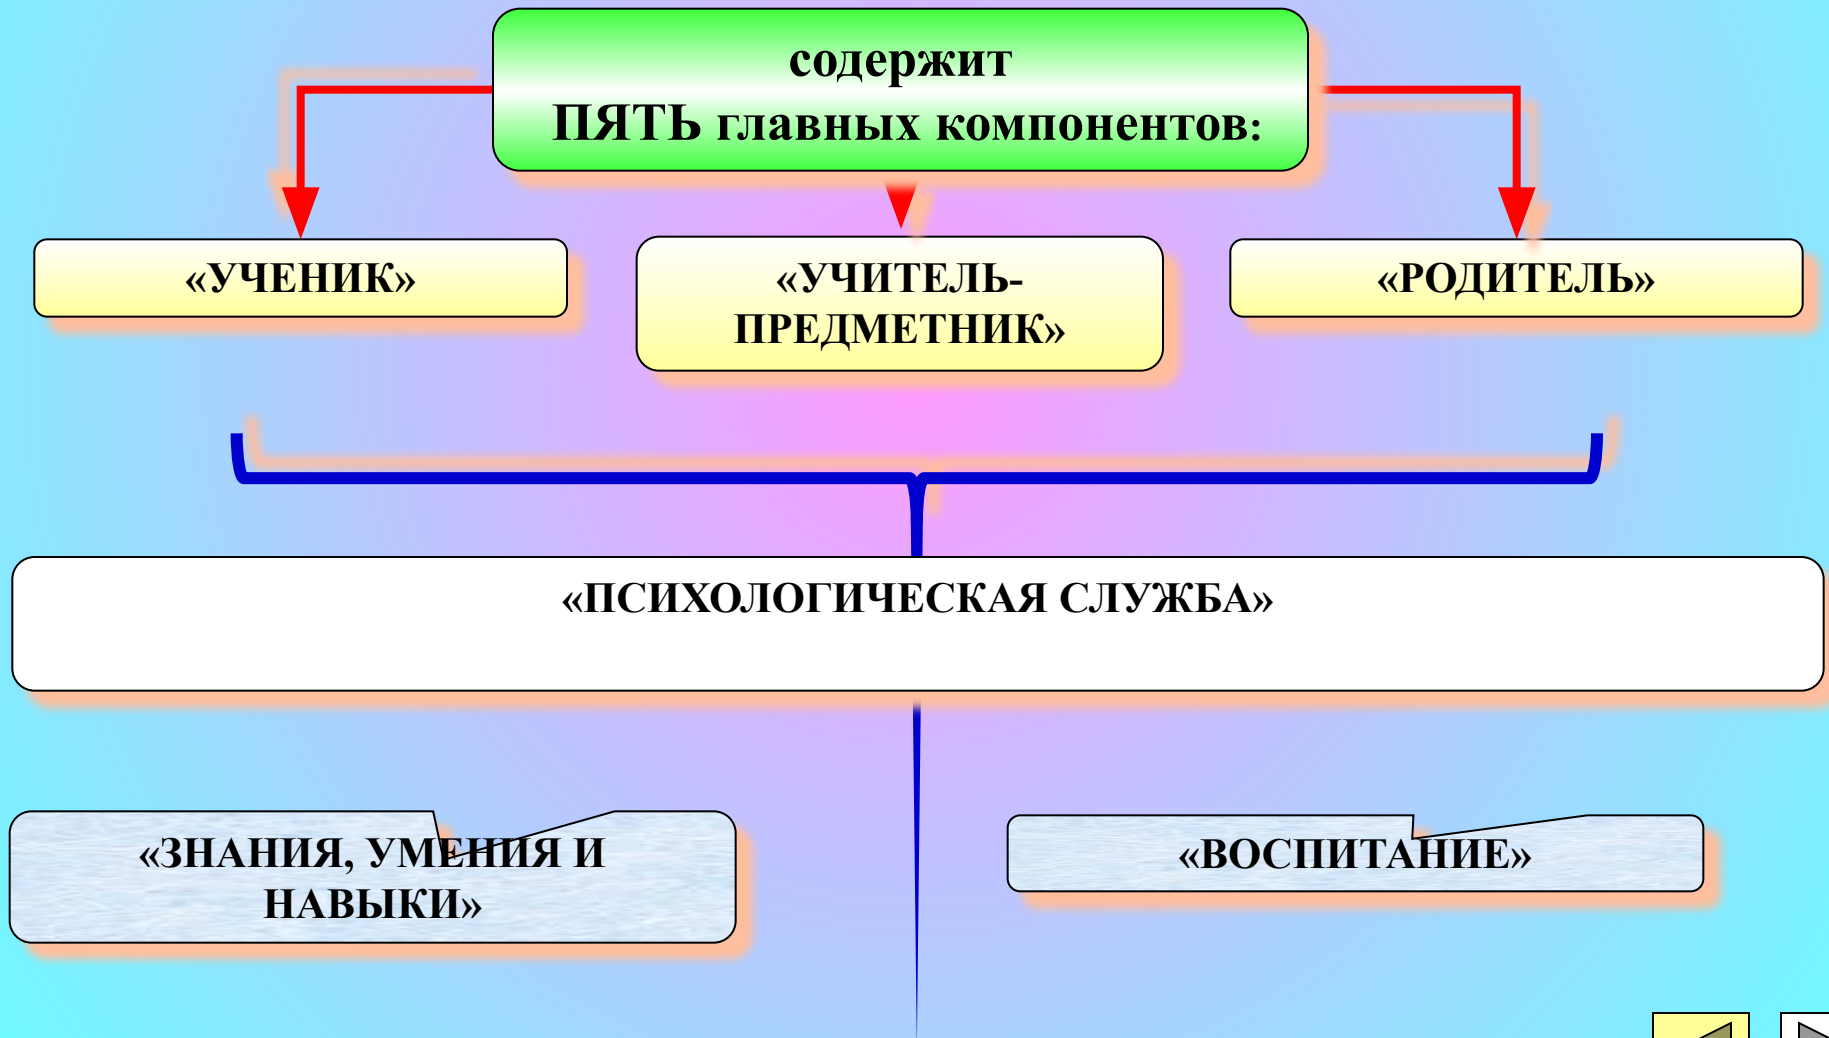 содержит
ПЯТЬ главных компонентов:
«УЧЕНИК»
«УЧИТЕЛЬ-
ПРЕДМЕТНИК»
«РОДИТЕЛЬ»
«ПСИХОЛОГИЧЕСКАЯ СЛУЖБА»
«ЗНАНИЯ, УМЕНИЯ И
НАВЫКИ»
«ВОСПИТАНИЕ»